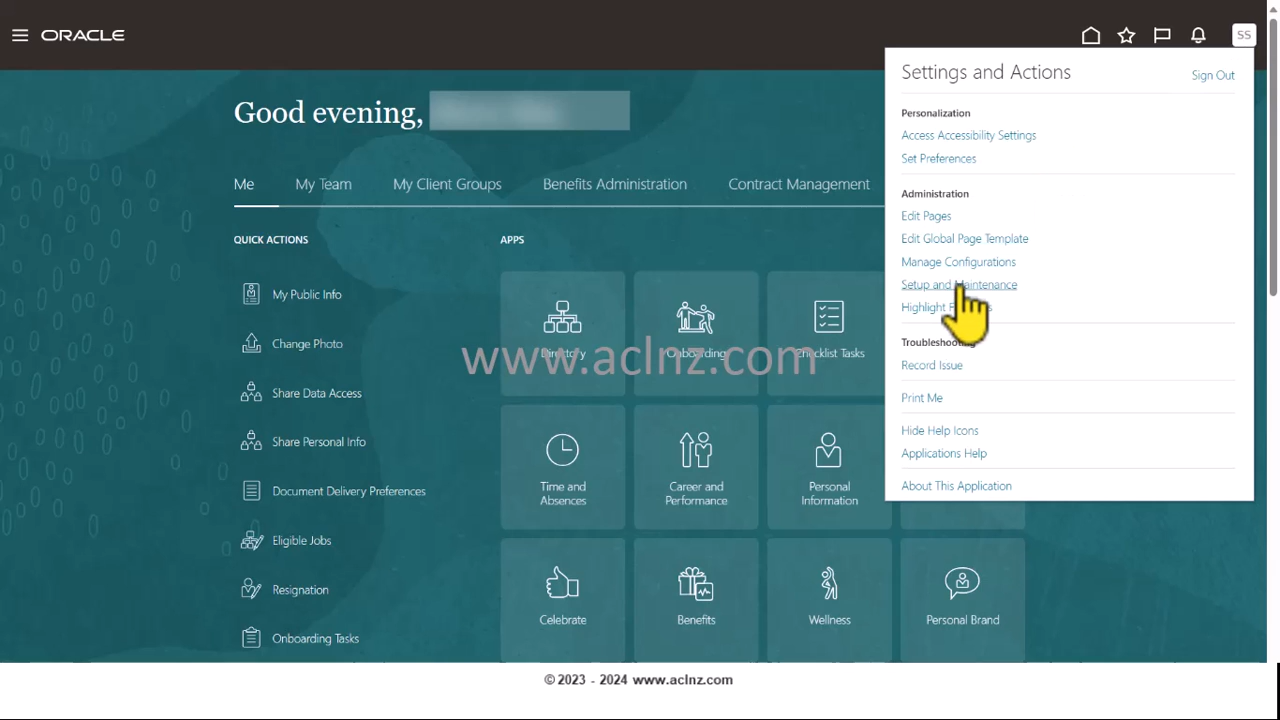 ORACLE
SS
Good evening,
Me
My Team
My Client Groups
Benefits Administration
Contract Management
QUICK ACTIONS
My Public Info
Change Photo
Share Data Access
Share Personal Info
Document Delivery Preferences
Eligible Jobs
Resignation
Onboarding Tasks
APPS
Directory
Onboarding
Checklist Tasks
Time and
Absences
Career and
Performance
Personal
Information
Celebrate
Benefits
Wellness
Personal Brand
Settings and Actions
Sign Out
Personalization
Access Accessibility Settings
Set Preferences
Administration
Edit Pages
Edit Global Page Template
Manage Configurations
Setup and Maintenance
Highlight
Troubleshooting
Record Issue
Print Me
Hide Help Icons
Applications Help
About This Application
www.aclnz.com
© 2023 - 2024 www.aclnz.com